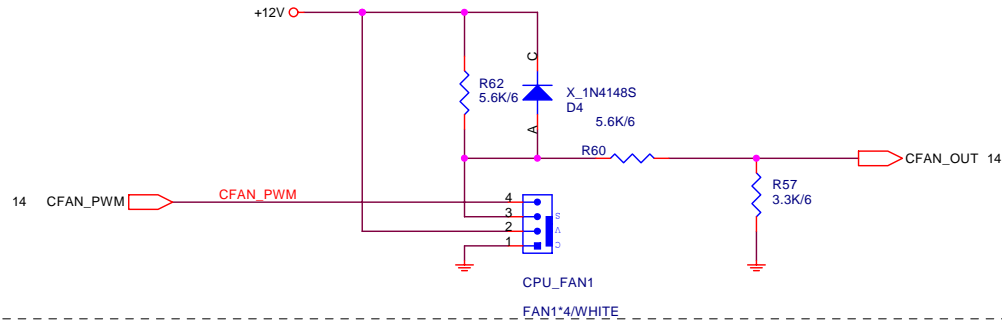 +12V
C
R62
5.6K/6
X_1N4148S
D4
5.6K/6
A
R60
CFAN_OUT 14
R57
3.3K/6
14 CFAN_PWM
CFAN_PWM
4
3
2
1
S
V
G
CPU_FAN1
FAN1*4/WHITE